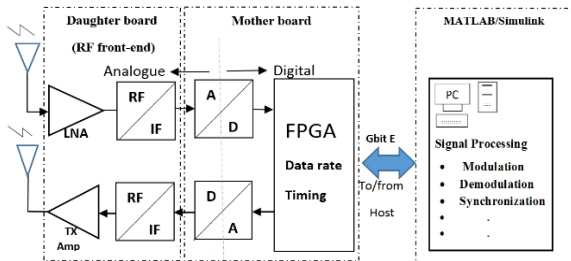 Daughter board
(RF front-end)
Mother board
MATLAB/Simulink
Analogue
Digital
LNA
RF
IF
A
D
FPGA
Data rate
Timing
Gbit E
To/from
Host
PC
Signal Processing
• Modulation
• Demodulation
• Synchronization
• .
• .
TX
Amp
RF
IF
D
A